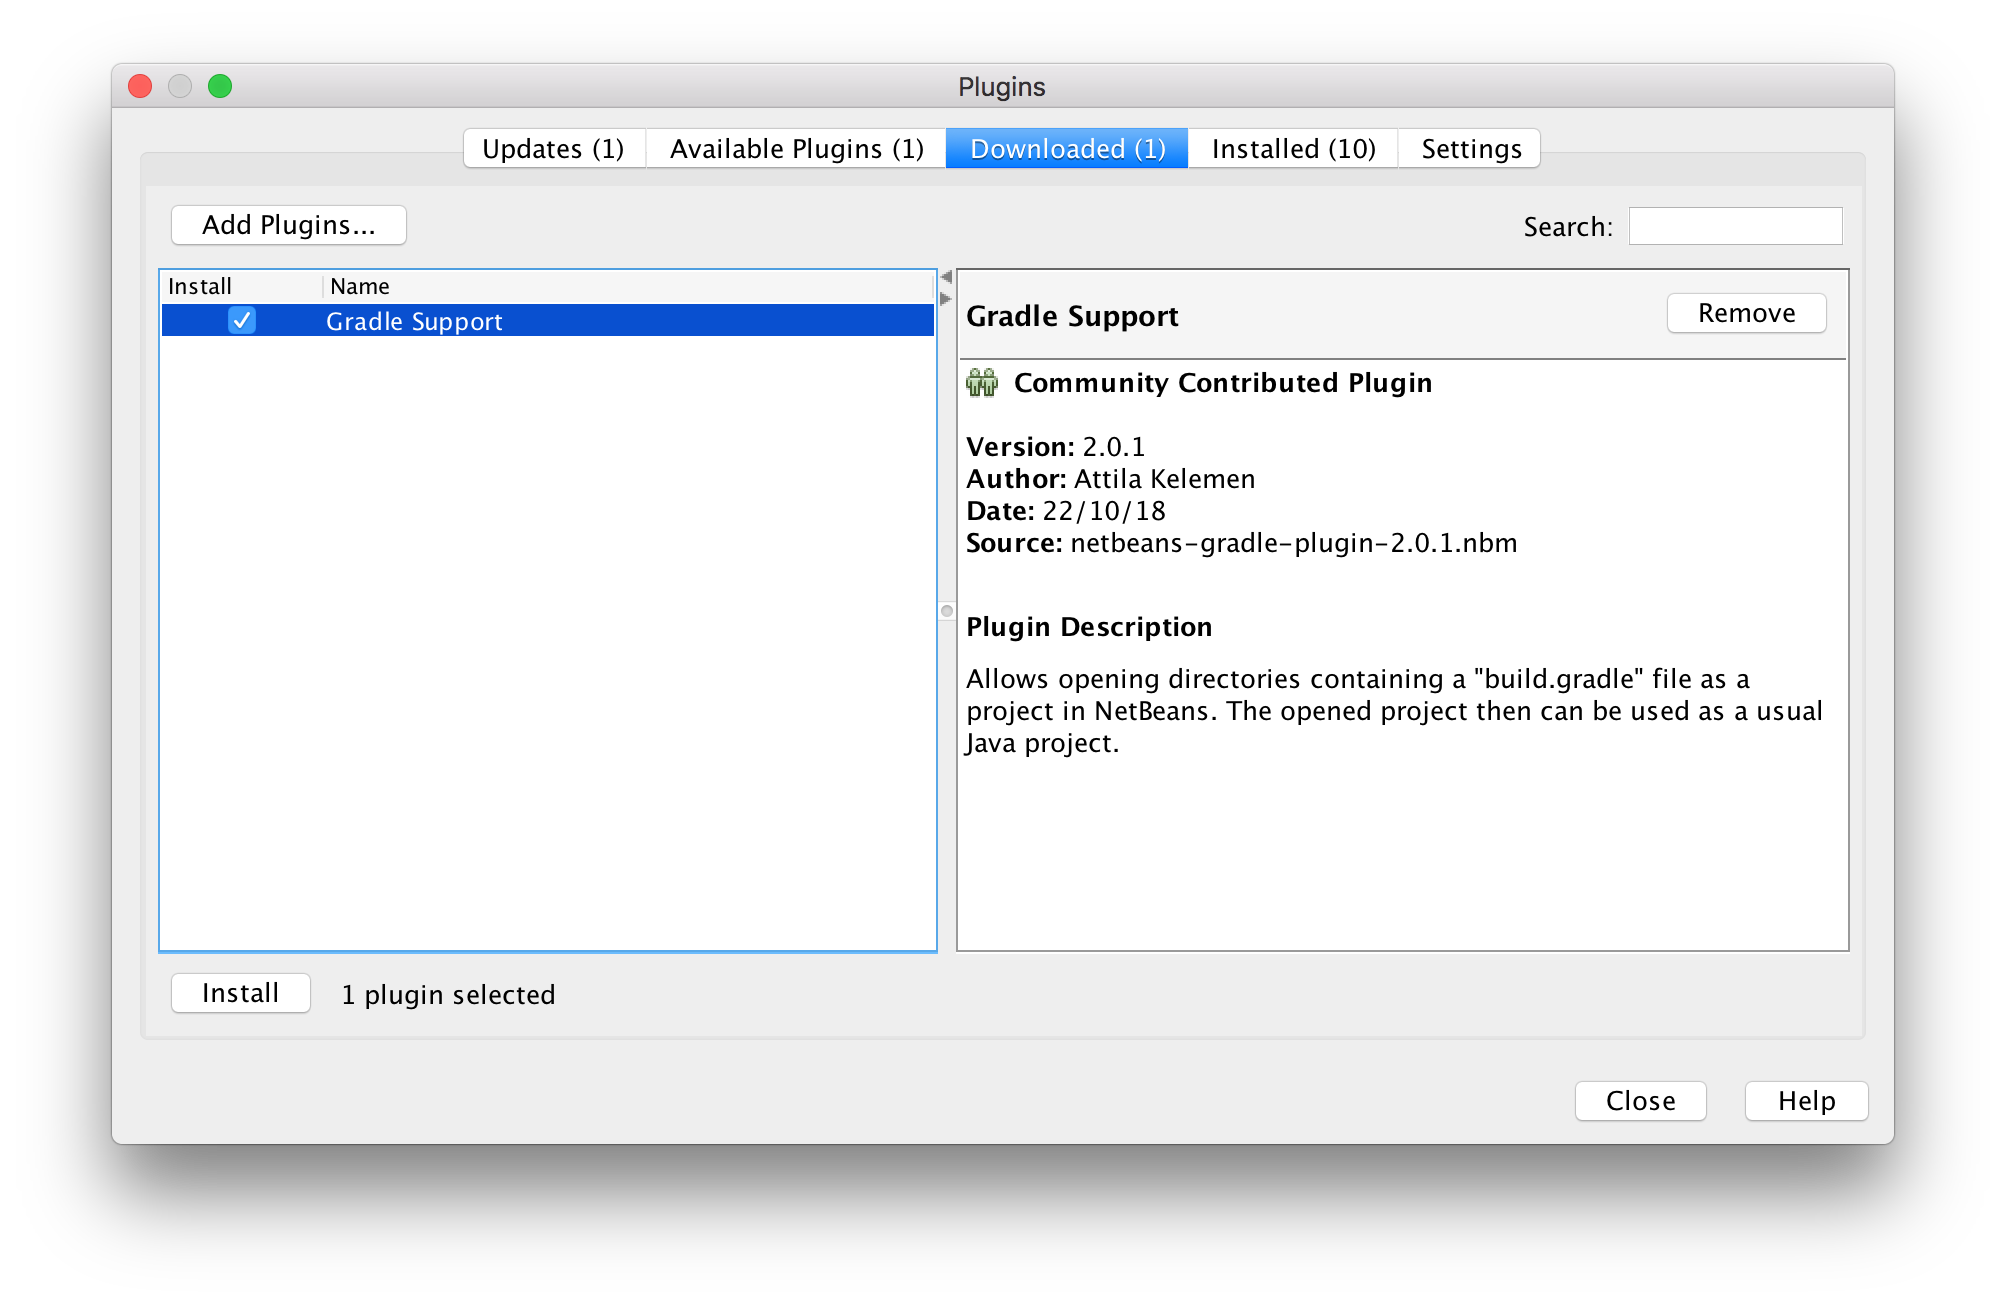 Plugins
Updates (1) Available Plugins (1) Downloaded (1) Installed (10) Settings
Add Plugins... Search:
Install Name
Gradle Support
Gradle Support Remove
Community Contributed Plugin
Version: 2.0.1
Author: Attila Kelemen
Date: 22/10/18
Source: netbeans-gradle-plugin-2.0.1.nbm
Plugin Description
Allows opening directories containing a "build.gradle" file as a
project in NetBeans. The opened project then can be used as a usual
Java project.
Install 1 plugin selected
Close Help